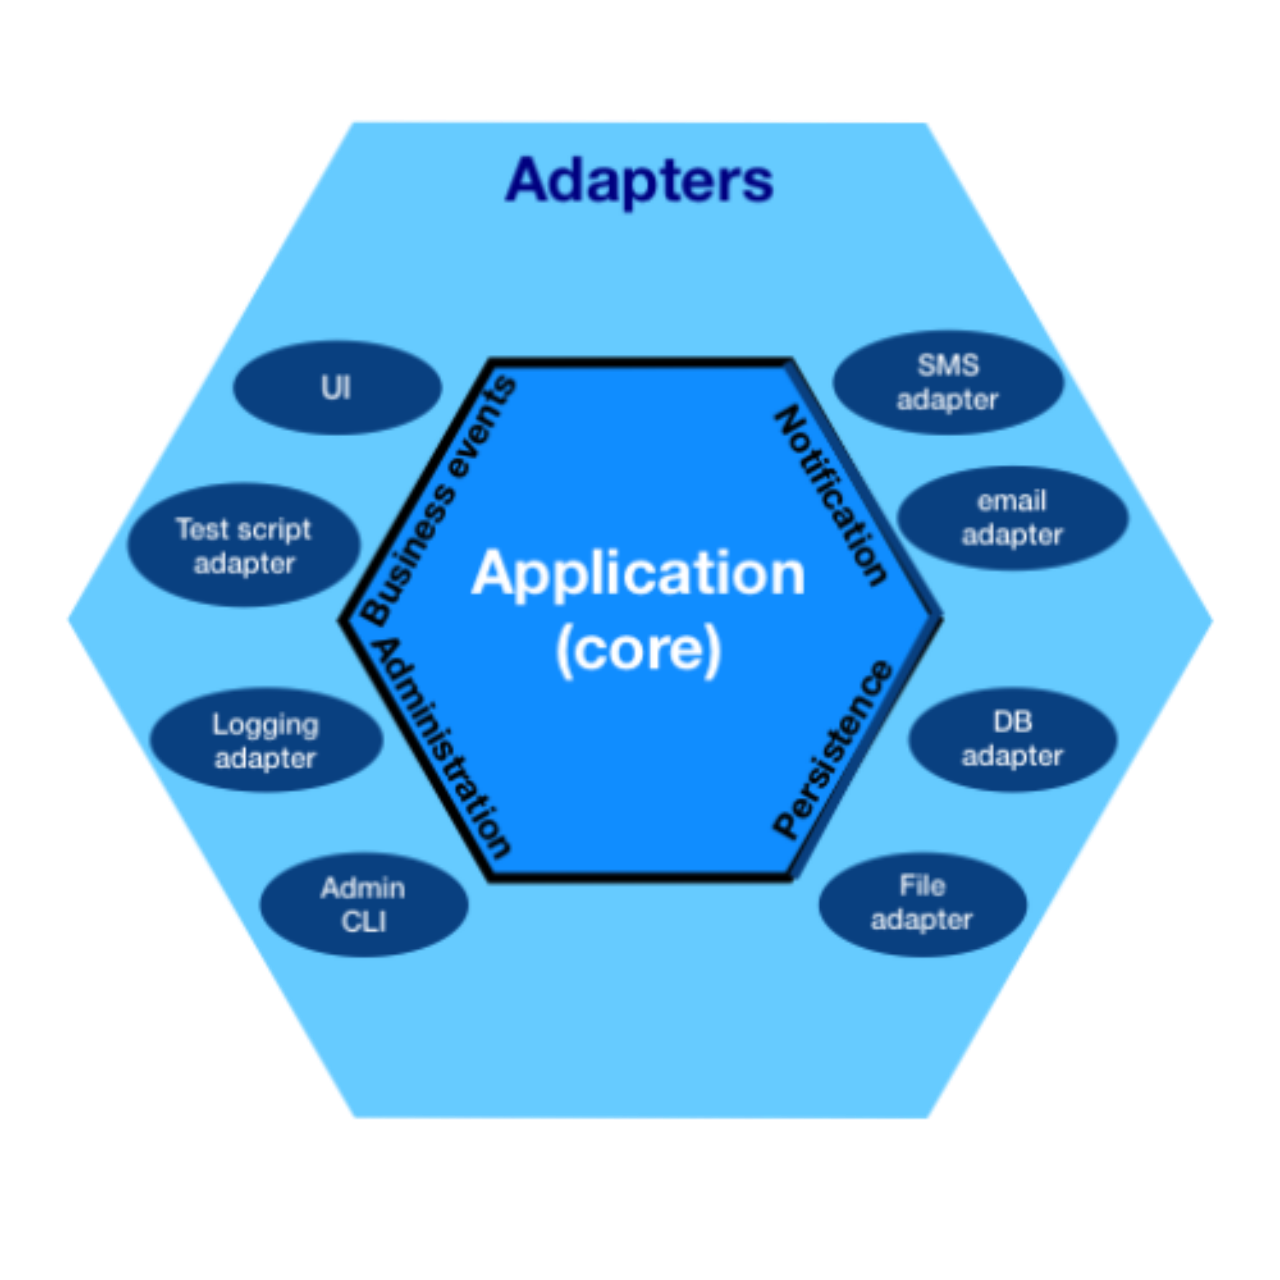 Adapters
UI
SMS
adapter
Business events
Notification
email
adapter
Test script
adapter
Application
(core)
Administration
Persistence
Logging
adapter
DB
adapter
Admin
CLI
File
adapter